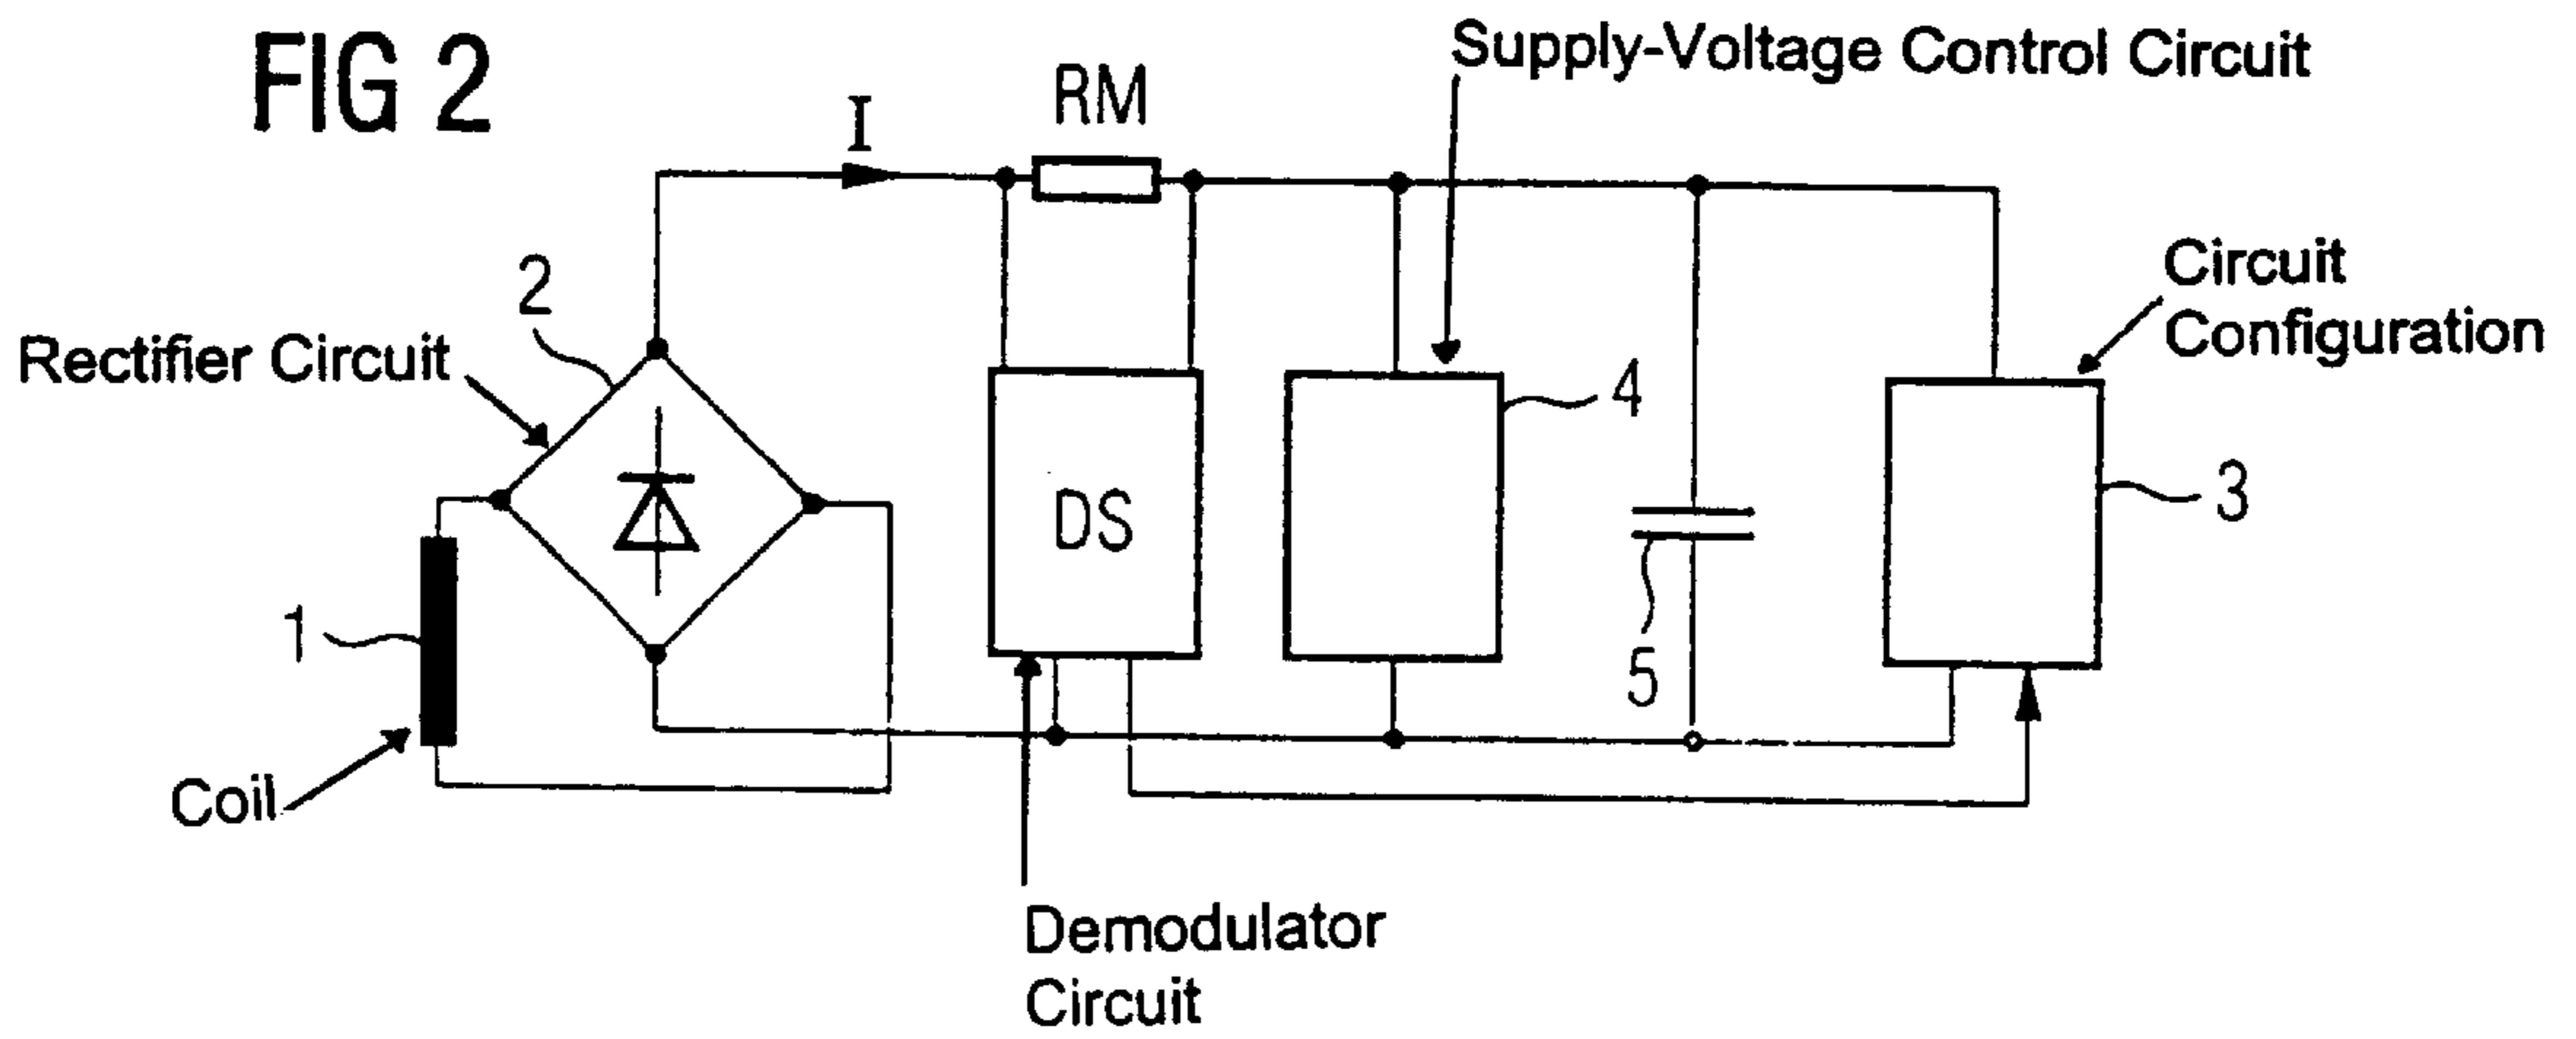 FIG 2
Supply-Voltage Control Circuit
RM
I
2
Rectifier Circuit
Circuit
Configuration
4
3
DS
1
5
Coil
Demodulator
Circuit